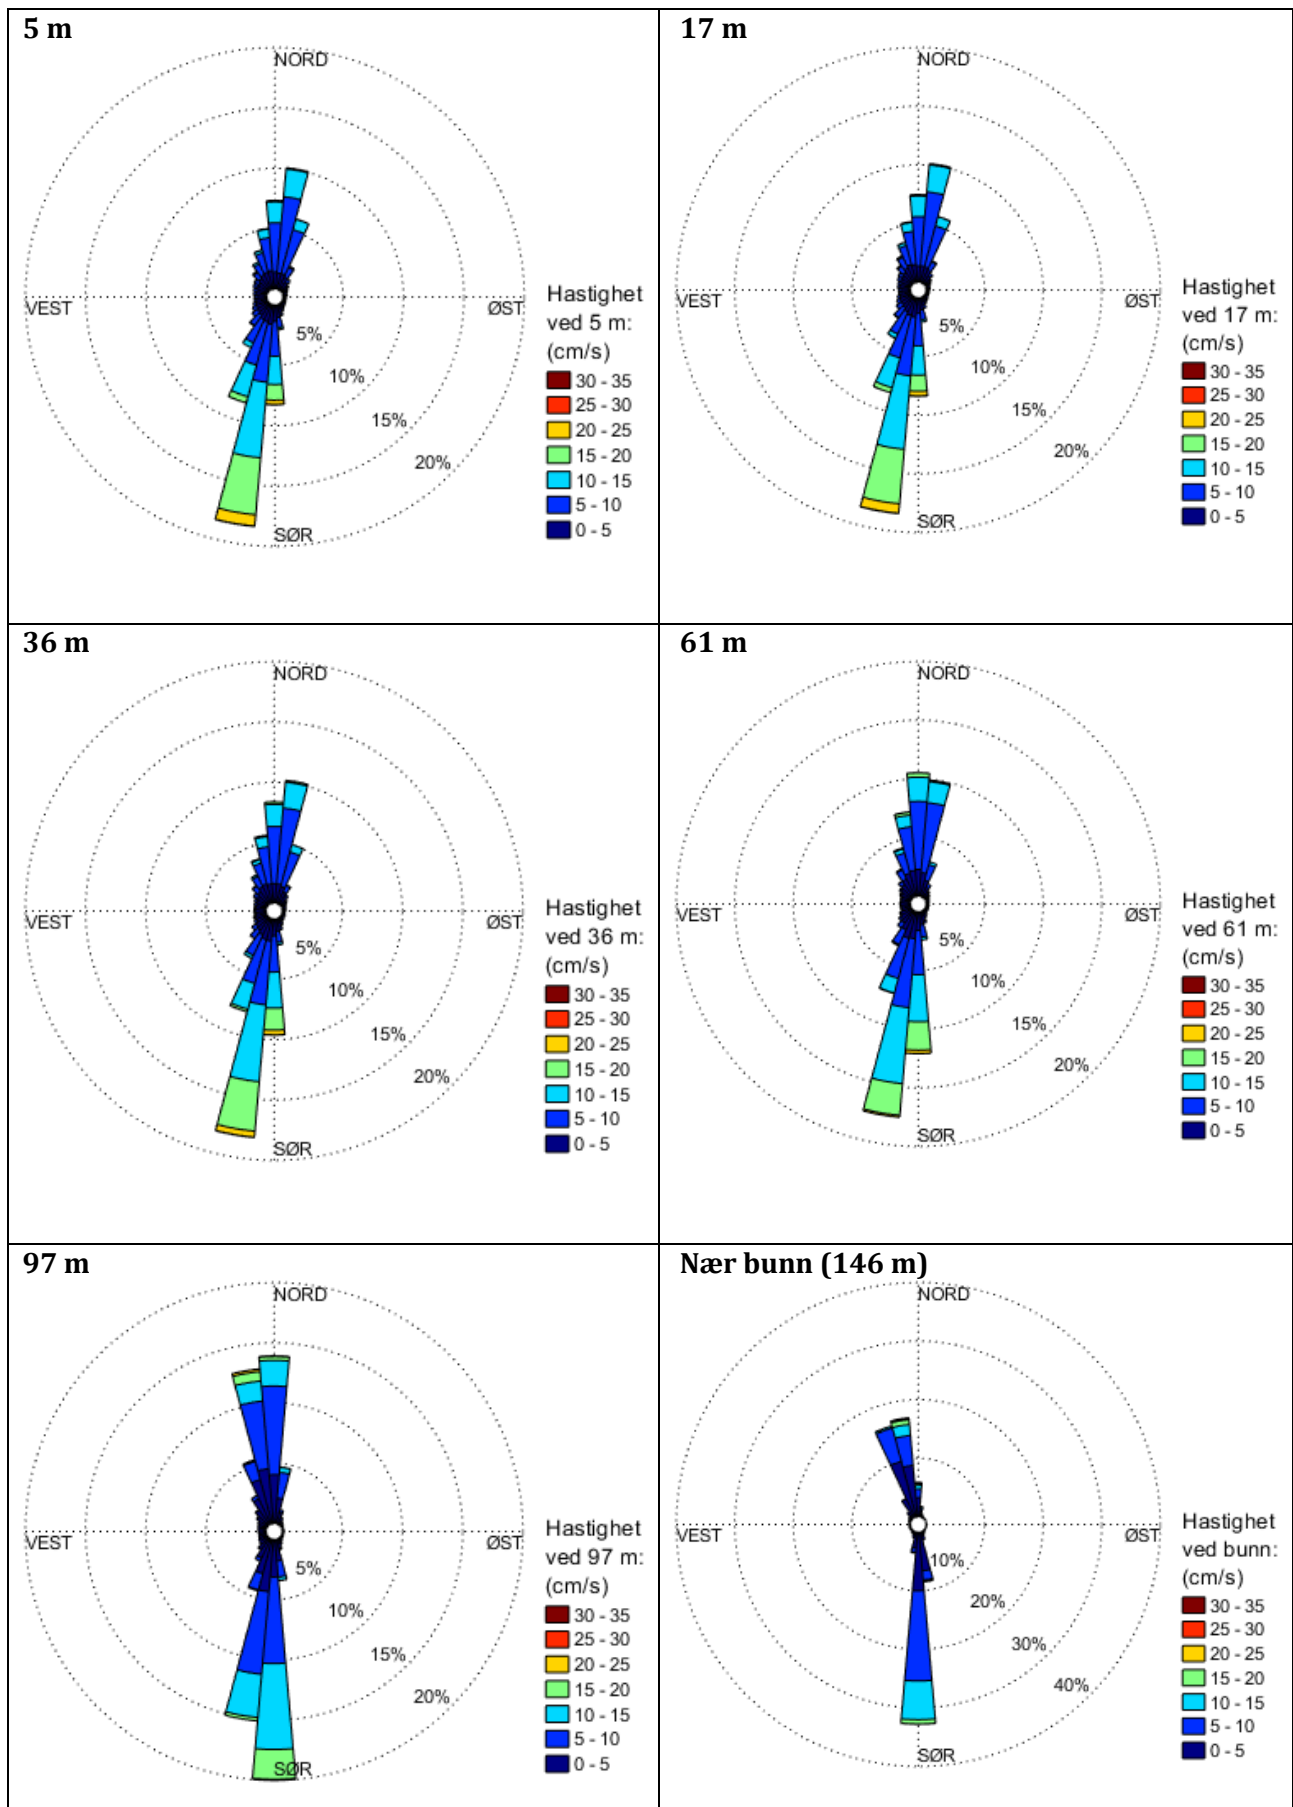 5 m
NORD
VEST
ØST
SØR
5%
10%
15%
20%
Hastighet
ved 5 m:
(cm/s)
30 - 35
25 - 30
20 - 25
15 - 20
10 - 15
5 - 10
0 - 5
17 m
NORD
VEST
ØST
SØR
5%
10%
15%
20%
Hastighet
ved 17 m:
(cm/s)
30 - 35
25 - 30
20 - 25
15 - 20
10 - 15
5 - 10
0 - 5
36 m
NORD
VEST
ØST
SØR
5%
10%
15%
20%
Hastighet
ved 36 m:
(cm/s)
30 - 35
25 - 30
20 - 25
15 - 20
10 - 15
5 - 10
0 - 5
61 m
NORD
VEST
ØST
SØR
5%
10%
15%
20%
Hastighet
ved 61 m:
(cm/s)
30 - 35
25 - 30
20 - 25
15 - 20
10 - 15
5 - 10
0 - 5
97 m
NORD
VEST
ØST
SØR
5%
10%
15%
20%
Hastighet
ved 97 m:
(cm/s)
30 - 35
25 - 30
20 - 25
15 - 20
10 - 15
5 - 10
0 - 5
Nær bunn (146 m)
NORD
VEST
ØST
SØR
10%
20%
30%
40%
Hastighet
ved bunn:
(cm/s)
30 - 35
25 - 30
20 - 25
15 - 20
10 - 15
5 - 10
0 - 5